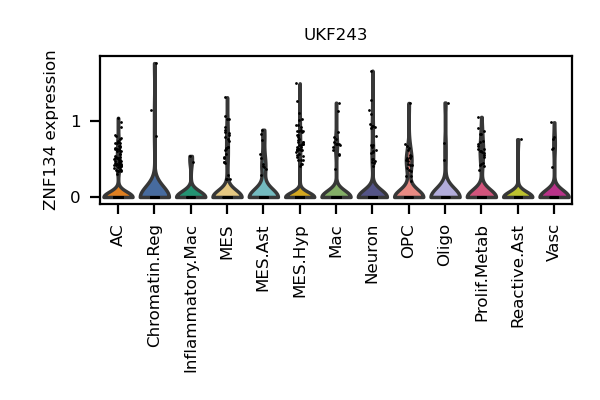 UKF243
ZNF134 expression
1
0
AC
Chromatin.Reg
Inflammatory.Mac
MES
MES.Ast
MES.Hyp
Mac
Neuron
OPC
Oligo
Prolif.Metab
Reactive.Ast
Vasc